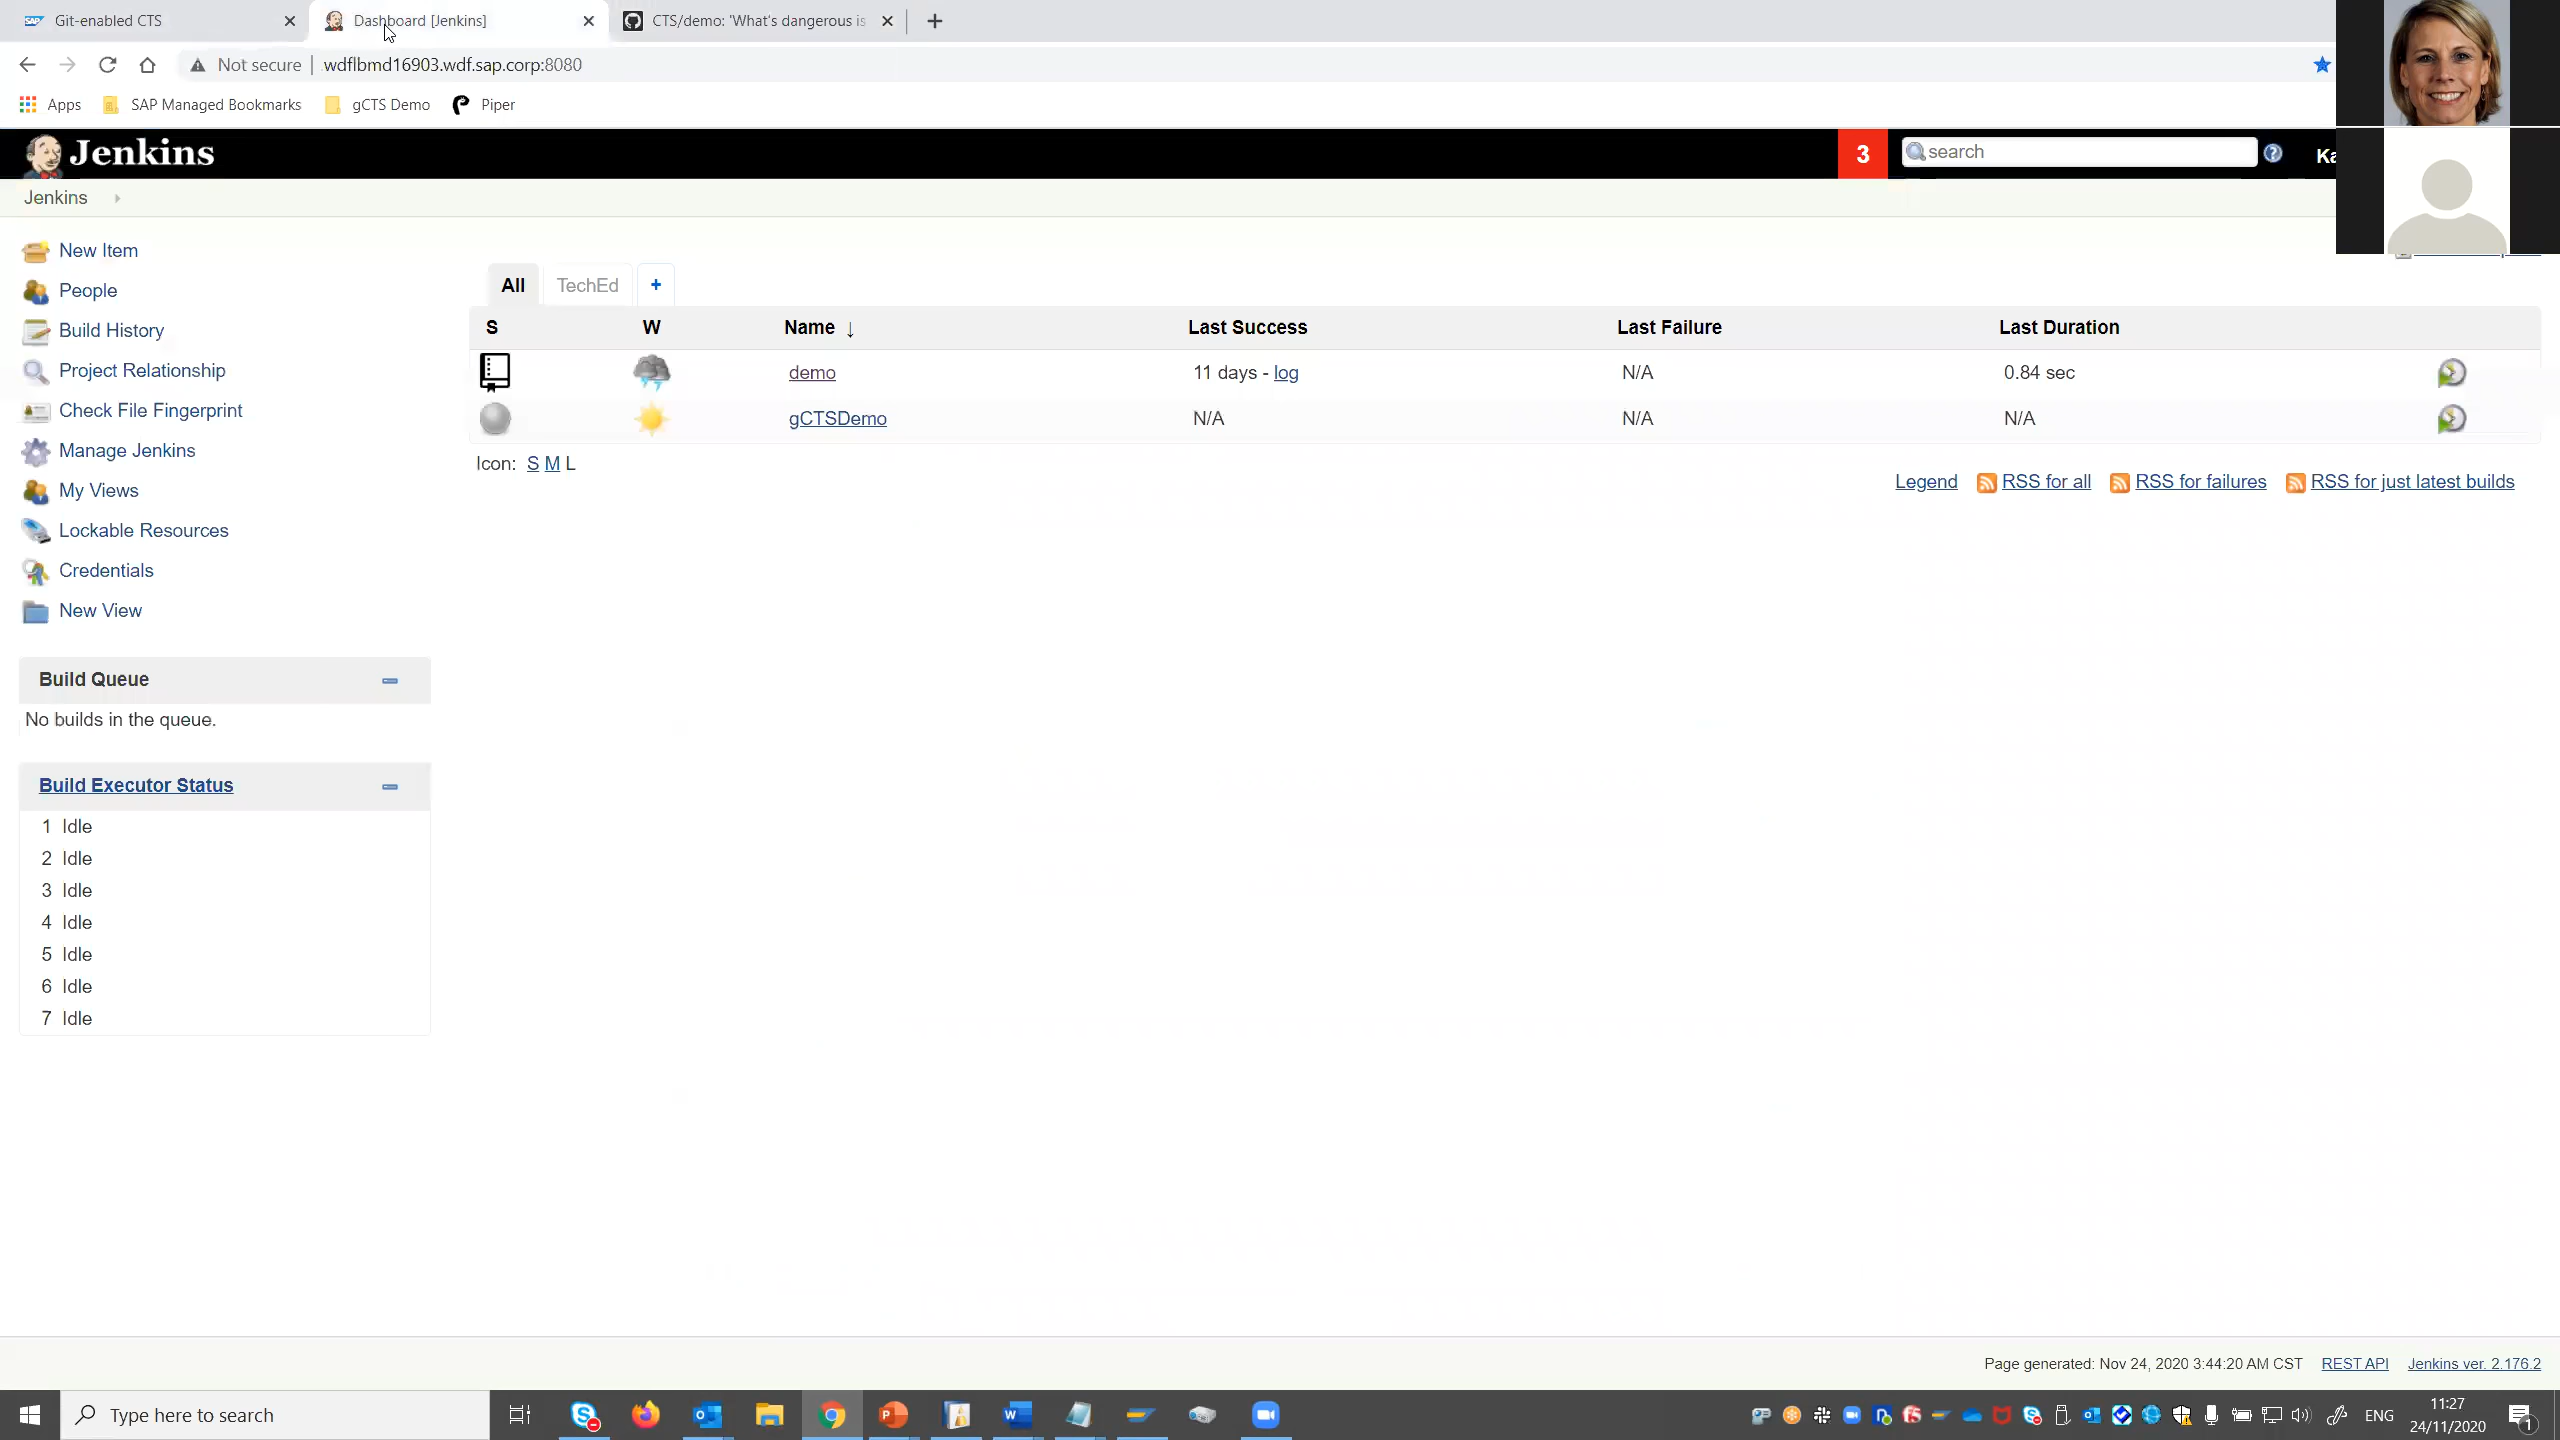 Git-enabled CTS
Dashboard [Jenkins]
CTS/demo: 'What's dangerous is
Not secure | wdflbmd16903.wdf.sap.corp:8080
Apps SAP Managed Bookmarks gCTS Demo Piper
Jenkins 3 search Ka
Jenkins
New Item
People
Build History
Project Relationship
Check File Fingerprint
Manage Jenkins
My Views
Lockable Resources
Credentials
New View
All TechEd +
S W Name ↓ Last Success Last Failure Last Duration
demo 11 days - log N/A 0.84 sec
gCTSDemo N/A N/A N/A
Icon: S M L
Legend RSS for all RSS for failures RSS for just latest builds
Build Queue
No builds in the queue.
Build Executor Status
1 Idle
2 Idle
3 Idle
4 Idle
5 Idle
6 Idle
7 Idle
Page generated: Nov 24, 2020 3:44:20 AM CST REST API Jenkins ver. 2.176.2
Type here to search
ENG
11:27
24/11/2020
1